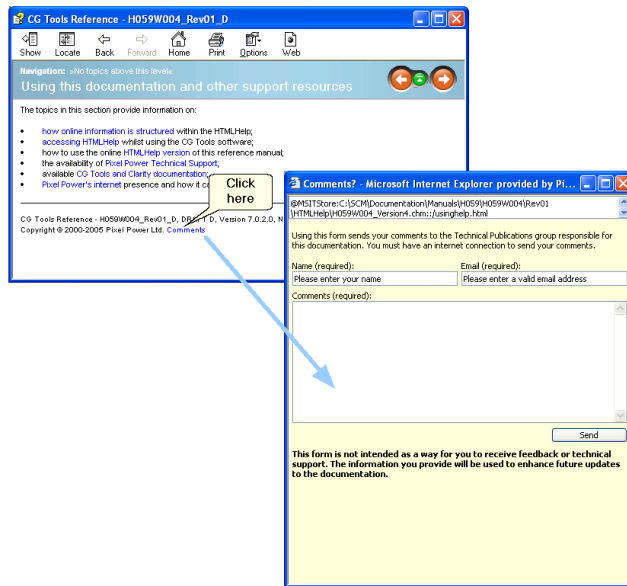 CG Tools Reference - H059W004_Rev01_D
Show Locate Back Forward Home Print Options Web
Navigation: »No topics above this level«
Using this documentation and other support resources
The topics in this section provide information on:
• how online information is structured within the HTMLHelp;
• accessing HTMLHelp whilst using the CG Tools software;
• how to use the online HTMLHelp version of this reference manual;
• the availability of Pixel Power Technical Support;
• available CG Tools and Clarity documentation;
• Pixel Power's internet presence and how it
Click
here
CG Tools Reference - H059W004_Rev01_D, D, Version 7.0.2.0, N
Copyright © 2000-2005 Pixel Power Ltd. Comments
Comments? - Microsoft Internet Explorer provided by Pi...
@MSITStore:C:\SCM\Documentation\Manuals\H059\H059W004\Rev01
\HTMLHelp\H059W004_Version4.chm::/usinghelp.html
Using this form sends your comments to the Technical Publications group responsible for
this documentation. You must have an internet connection to send your comments.
Name (required): Email (required):
Please enter your name Please enter a valid email address
Comments (required):
Send
This form is not intended as a way for you to receive feedback or technical
support. The information you provide will be used to enhance future updates
to the documentation.